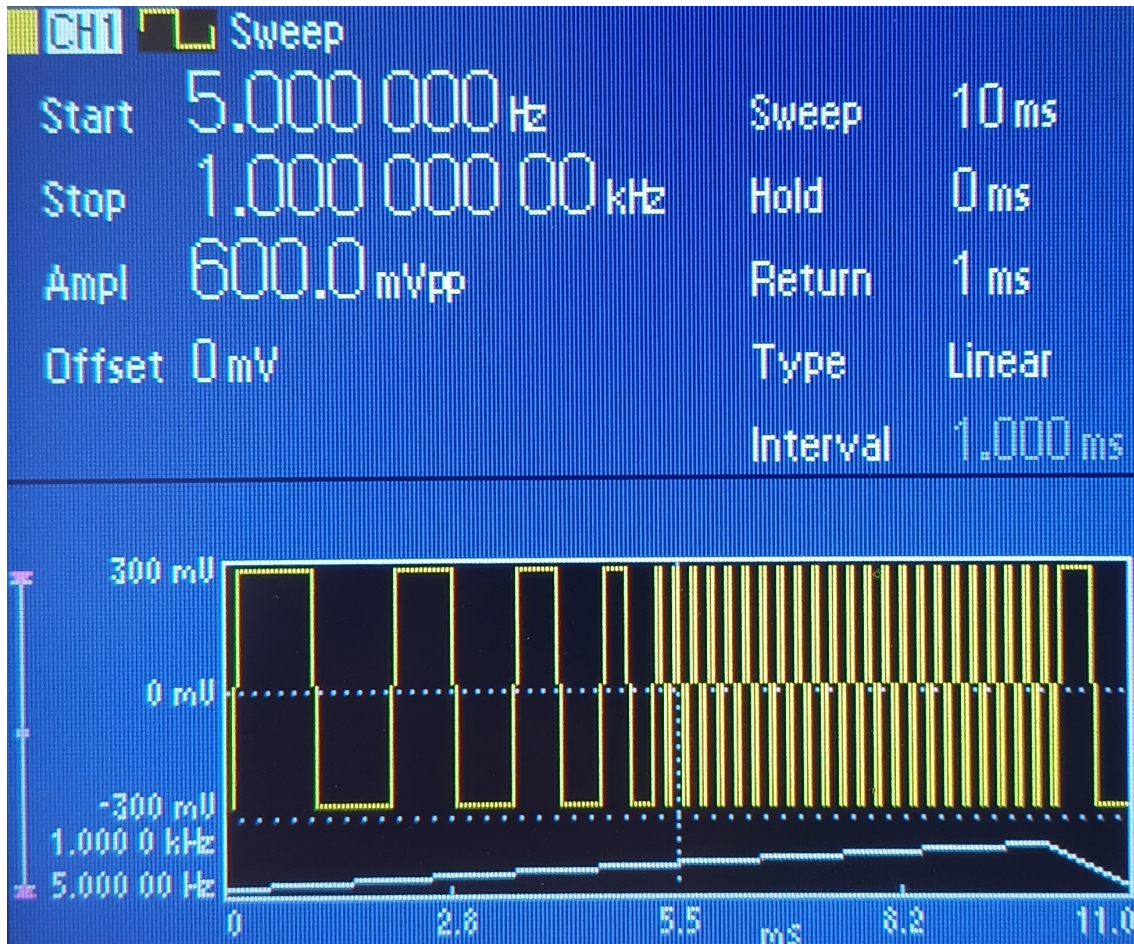 CH1 Sweep
Start 5.000 000 Hz Sweep 10 ms
Stop 1.000 000 00 kHz Hold 0 ms
Ampl 600.0 mVpp Return 1 ms
Offset 0 mV Type Linear
Interval 1.000 ms
300 mV
0 mV
-300 mV
1.000 0 kHz
5.000 00 Hz
0 2.8 5.5 8.2 11.0
ms